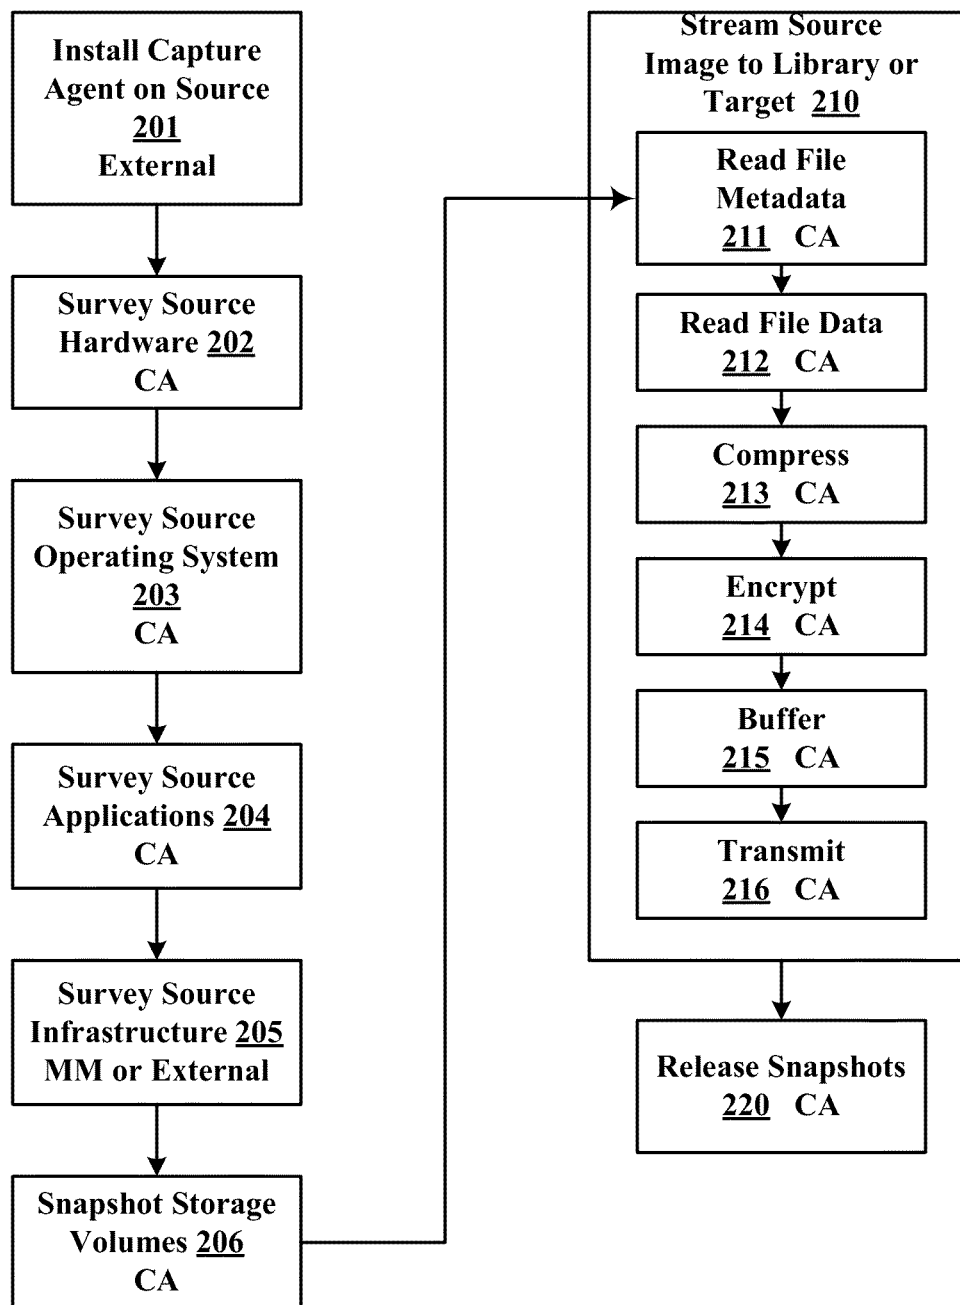 Install Capture
Agent on Source
201
External
Survey Source
Hardware 202
CA
Survey Source
Operating System
203
CA
Survey Source
Applications 204
CA
Survey Source
Infrastructure 205
MM or External
Snapshot Storage
Volumes 206
CA
Stream Source
Image to Library or
Target 210
Read File
Metadata
211 CA
Read File Data
212 CA
Compress
213 CA
Encrypt
214 CA
Buffer
215 CA
Transmit
216 CA
Release Snapshots
220 CA